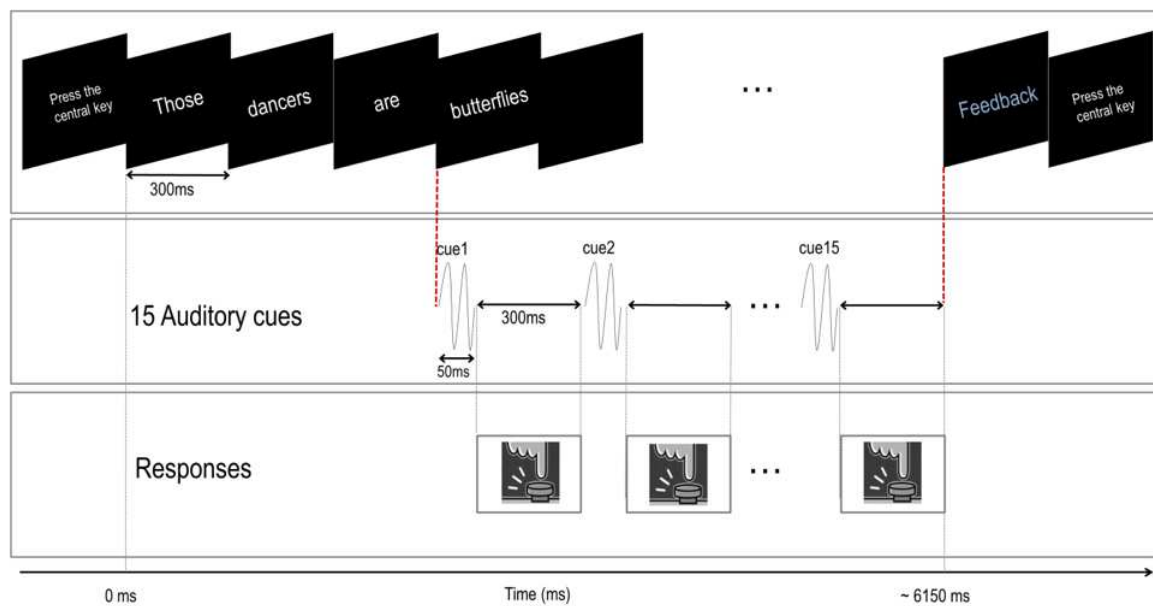 Press the
central key
Those
dancers
are
butterflies
...
Feedback
Press the
central key
300ms
cue1
cue2
cue15
15 Auditory cues
300ms
...
50ms
Responses
...
0 ms
Time (ms)
~ 6150 ms